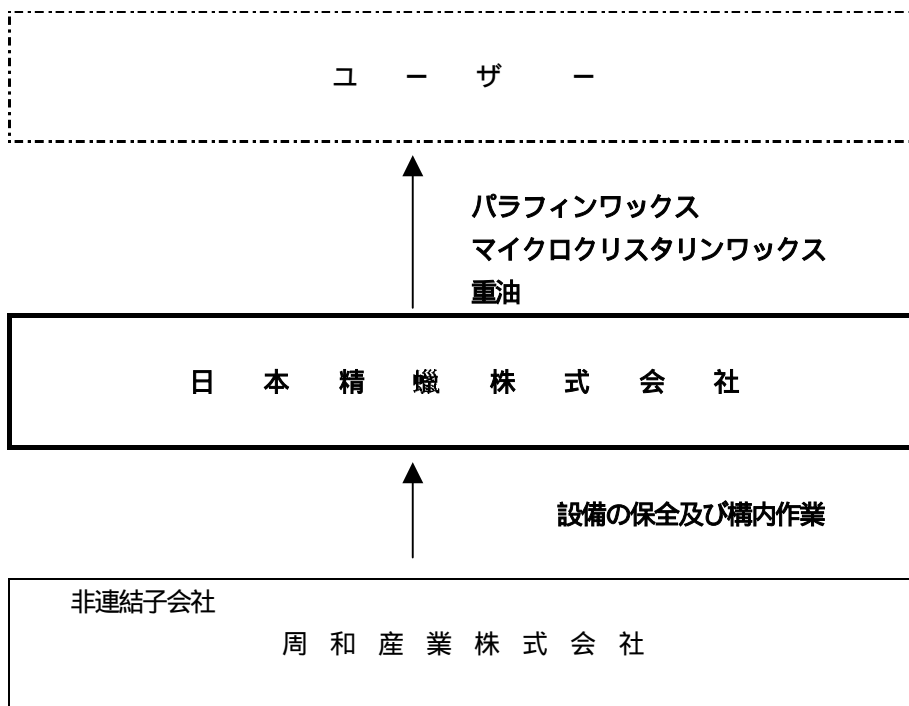 ユーザー
パラフィンワックス
マイクロクリスタリンワックス
重油
日本精蠟株式会社
設備の保全及び構内作業
非連結子会社
周和産業株式会社